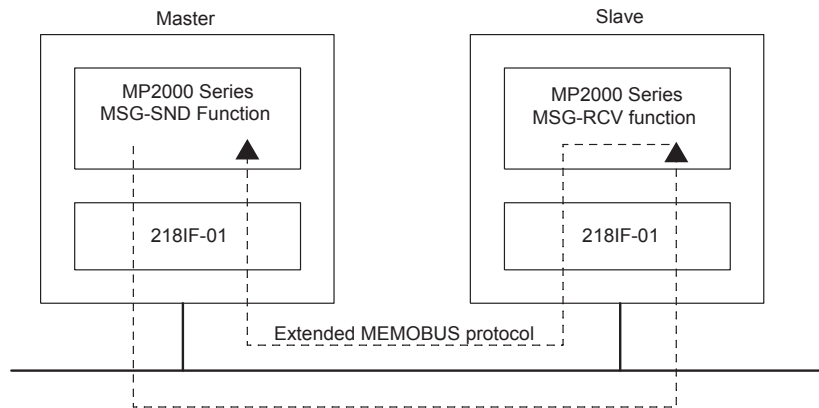 Master
Slave
MP2000 Series
MSG-SND Function
MP2000 Series
MSG-RCV function
218IF-01
218IF-01
Extended MEMOBUS protocol